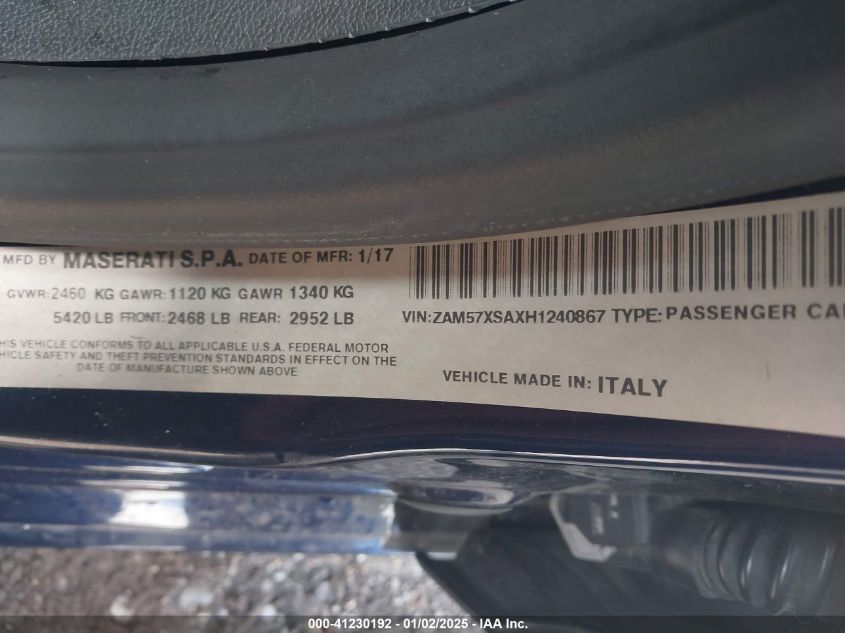 MFD BY MASERATI S.P.A. DATE OF MFR: 1/17
GVWR: 2460 KG GAWR: 1120 KG GAWR 1340 KG
5420 LB FRONT: 2468 LB REAR: 2952 LB
VIN: ZAM57XSAXH1240867 TYPE: PASSENGER CA
HIS VEHICLE CONFORMS TO ALL APPLICABLE U.S.A. FEDERAL MOTOR
HICLE SAFETY AND THEFT PREVENTION STANDARDS IN EFFECT ON THE
DATE OF MANUFACTURE SHOWN ABOVE
VEHICLE MADE IN: ITALY
000-41230192 - 01/02/2025 - IAA Inc.